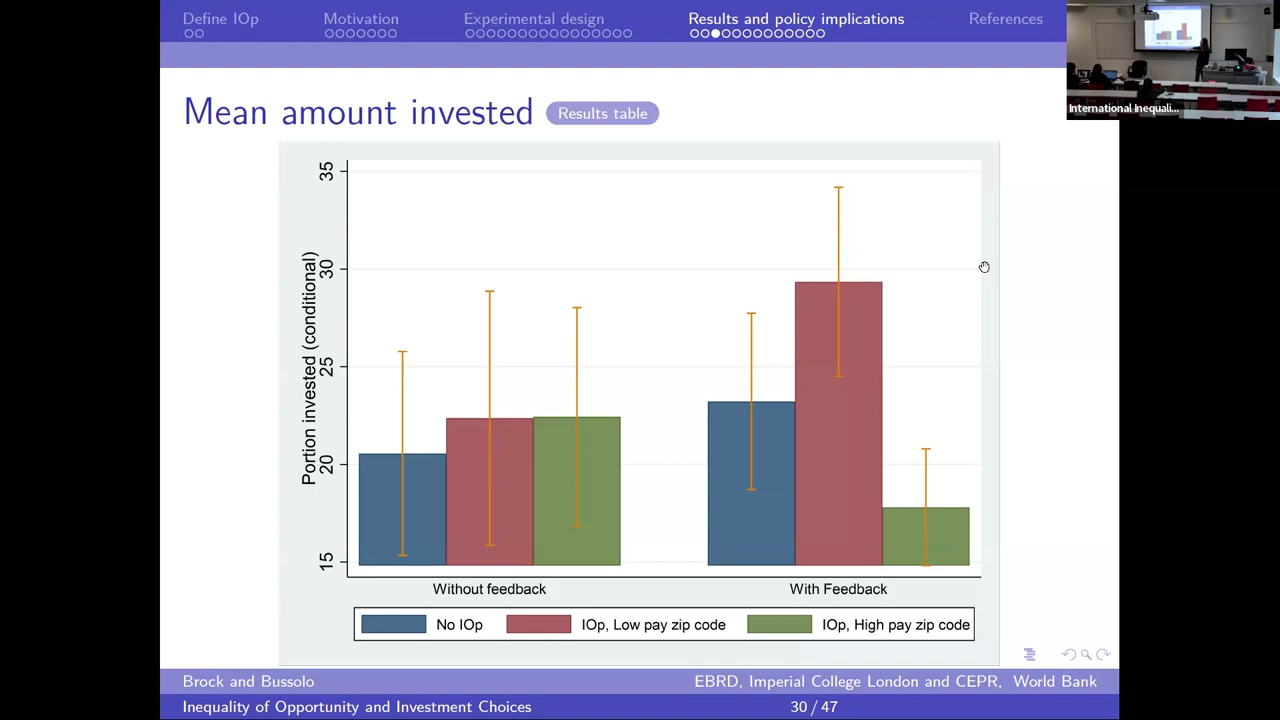 Define IOp Motivation Experimental design Results and policy implications References
International Inequali...
Mean amount invested Results table
Portion invested (conditional)
35
30
25
20
15
Without feedback With Feedback
No IOp IOp, Low pay zip code IOp, High pay zip code
Brock and Bussolo EBRD, Imperial College London and CEPR, World Bank
Inequality of Opportunity and Investment Choices 30 / 47